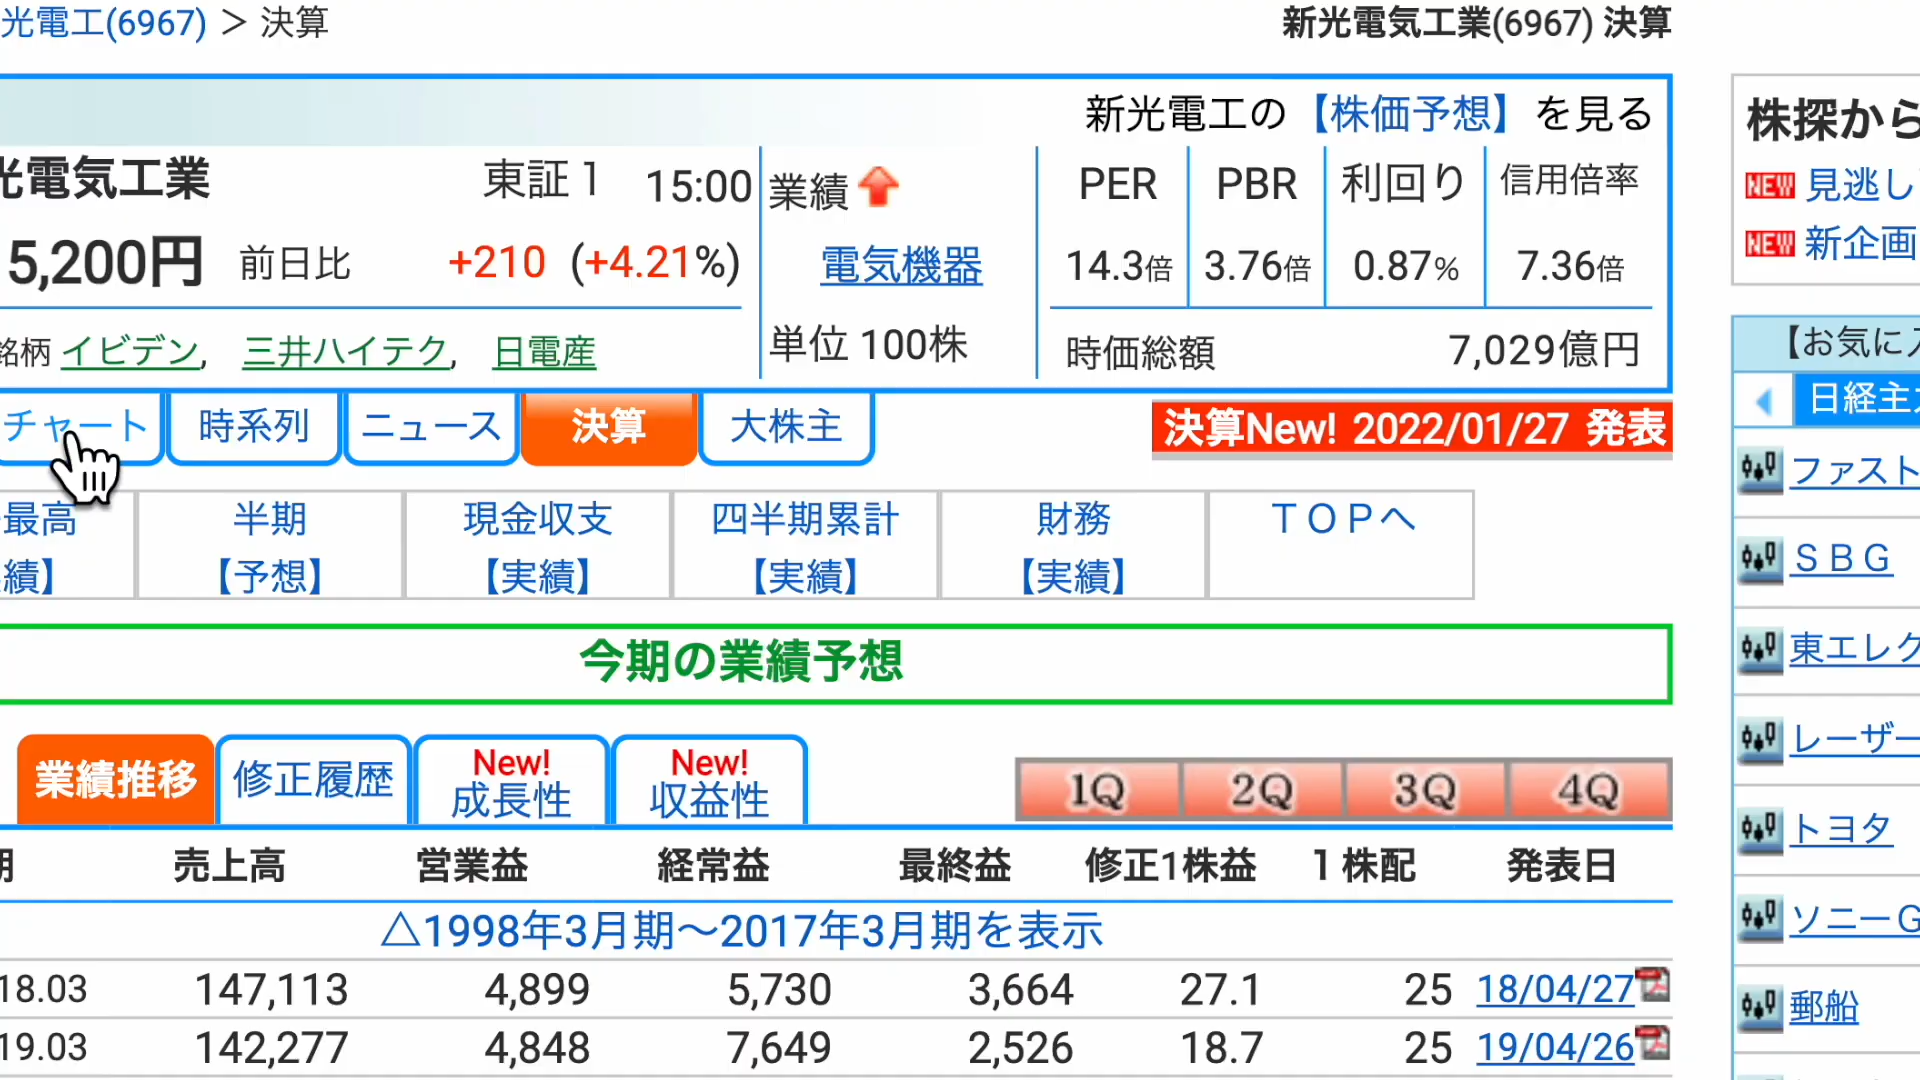 光電工(6967) > 決算
新光電気工業(6967) 決算
新光電工の【株価予想】を見る
株探から
光電気工業 東証1 15:00 業績 PER PBR 利回り 信用倍率
NEW 見逃し
5,200円 前日比 +210 (+4.21%) 電気機器 14.3倍 3.76倍 0.87% 7.36倍
NEW 新企画
銘柄 イビデン, 三井ハイテク, 日電産 単位 100株 時価総額 7,029億円
【お気に入
チャート 時系列 ニュース 決算 大株主 決算New! 2022/01/27 発表
日経主
ファスト
最高 半期 現金収支 四半期累計 財務 TOPへ
績】 【予想】 【実績】 【実績】 【実績】
SBG
今期の業績予想
東エレク
レーザー
業績推移 修正履歴 New! 成長性 New! 収益性 1Q 2Q 3Q 4Q
トヨタ
期 売上高 営業益 経常益 最終益 修正1株益 1株配 発表日
△1998年3月期～2017年3月期を表示
ソニーG
18.03 147,113 4,899 5,730 3,664 27.1 25 18/04/27
郵船
19.03 142,277 4,848 7,649 2,526 18.7 25 19/04/26